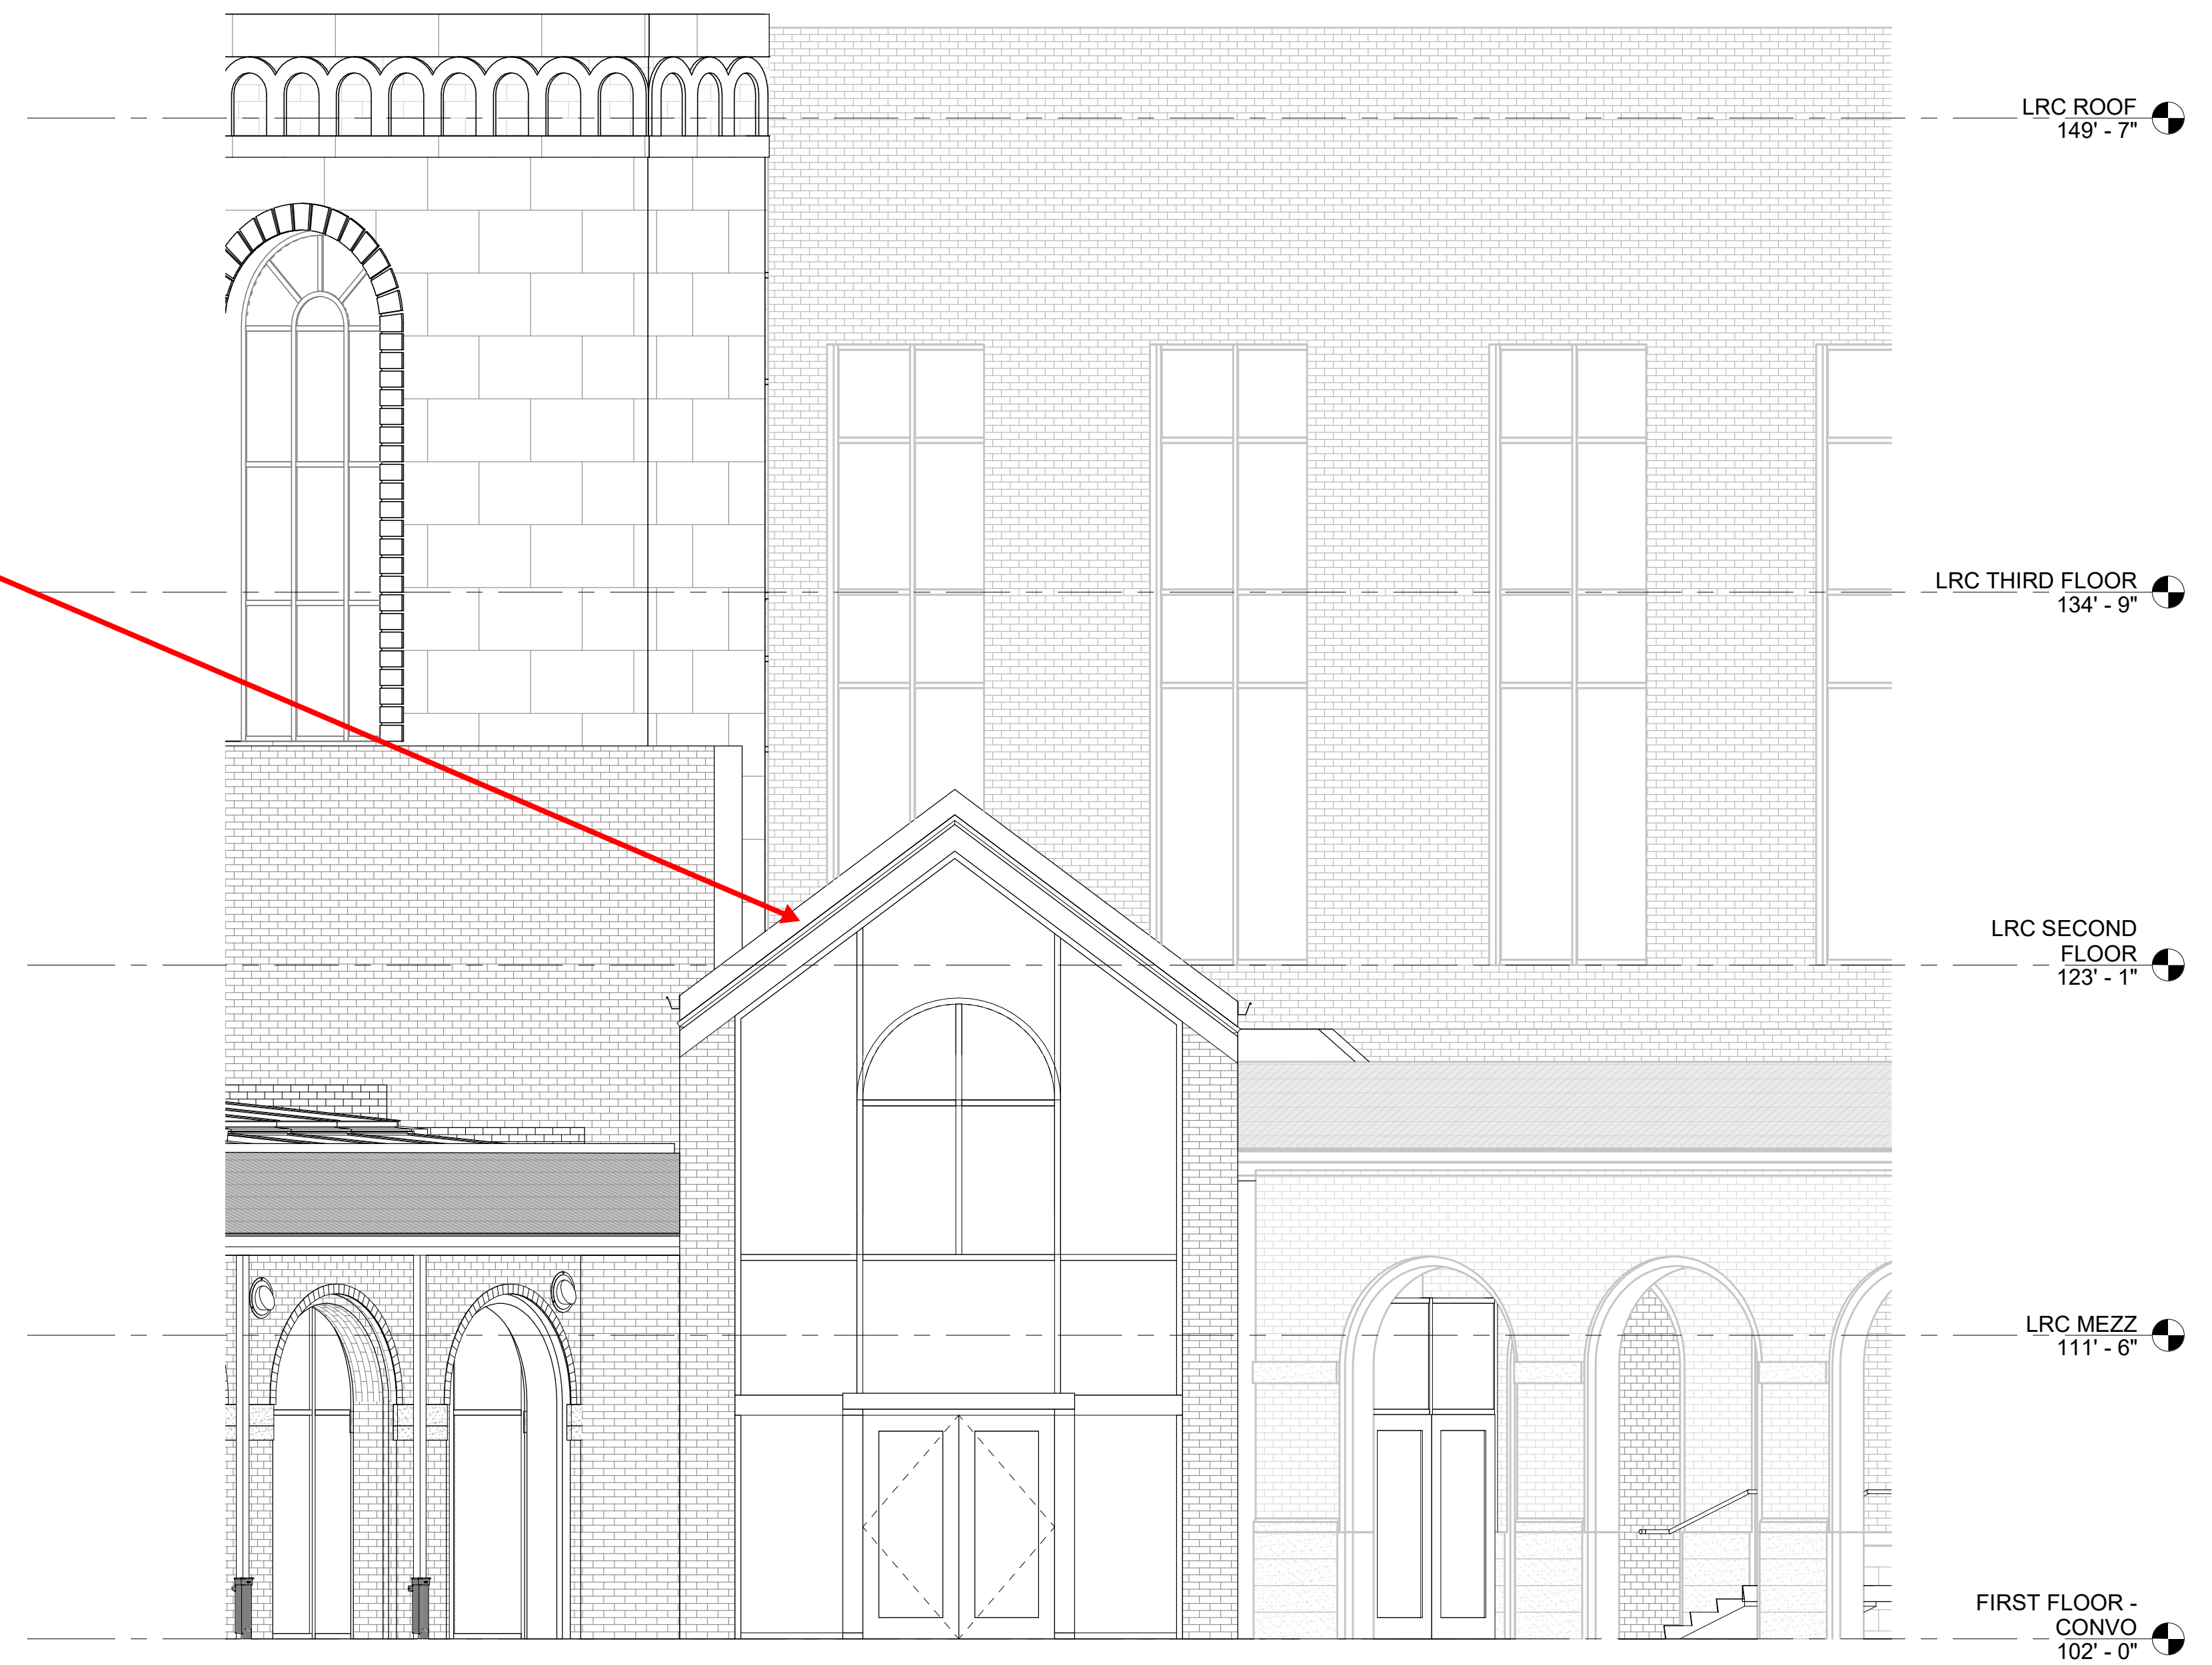 LRC ROOF
149' - 7"
LRC THIRD FLOOR
134' - 9"
LRC SECOND
FLOOR
123' - 1"
LRC MEZZ
111' - 6"
FIRST FLOOR -
CONVO
102' - 0"